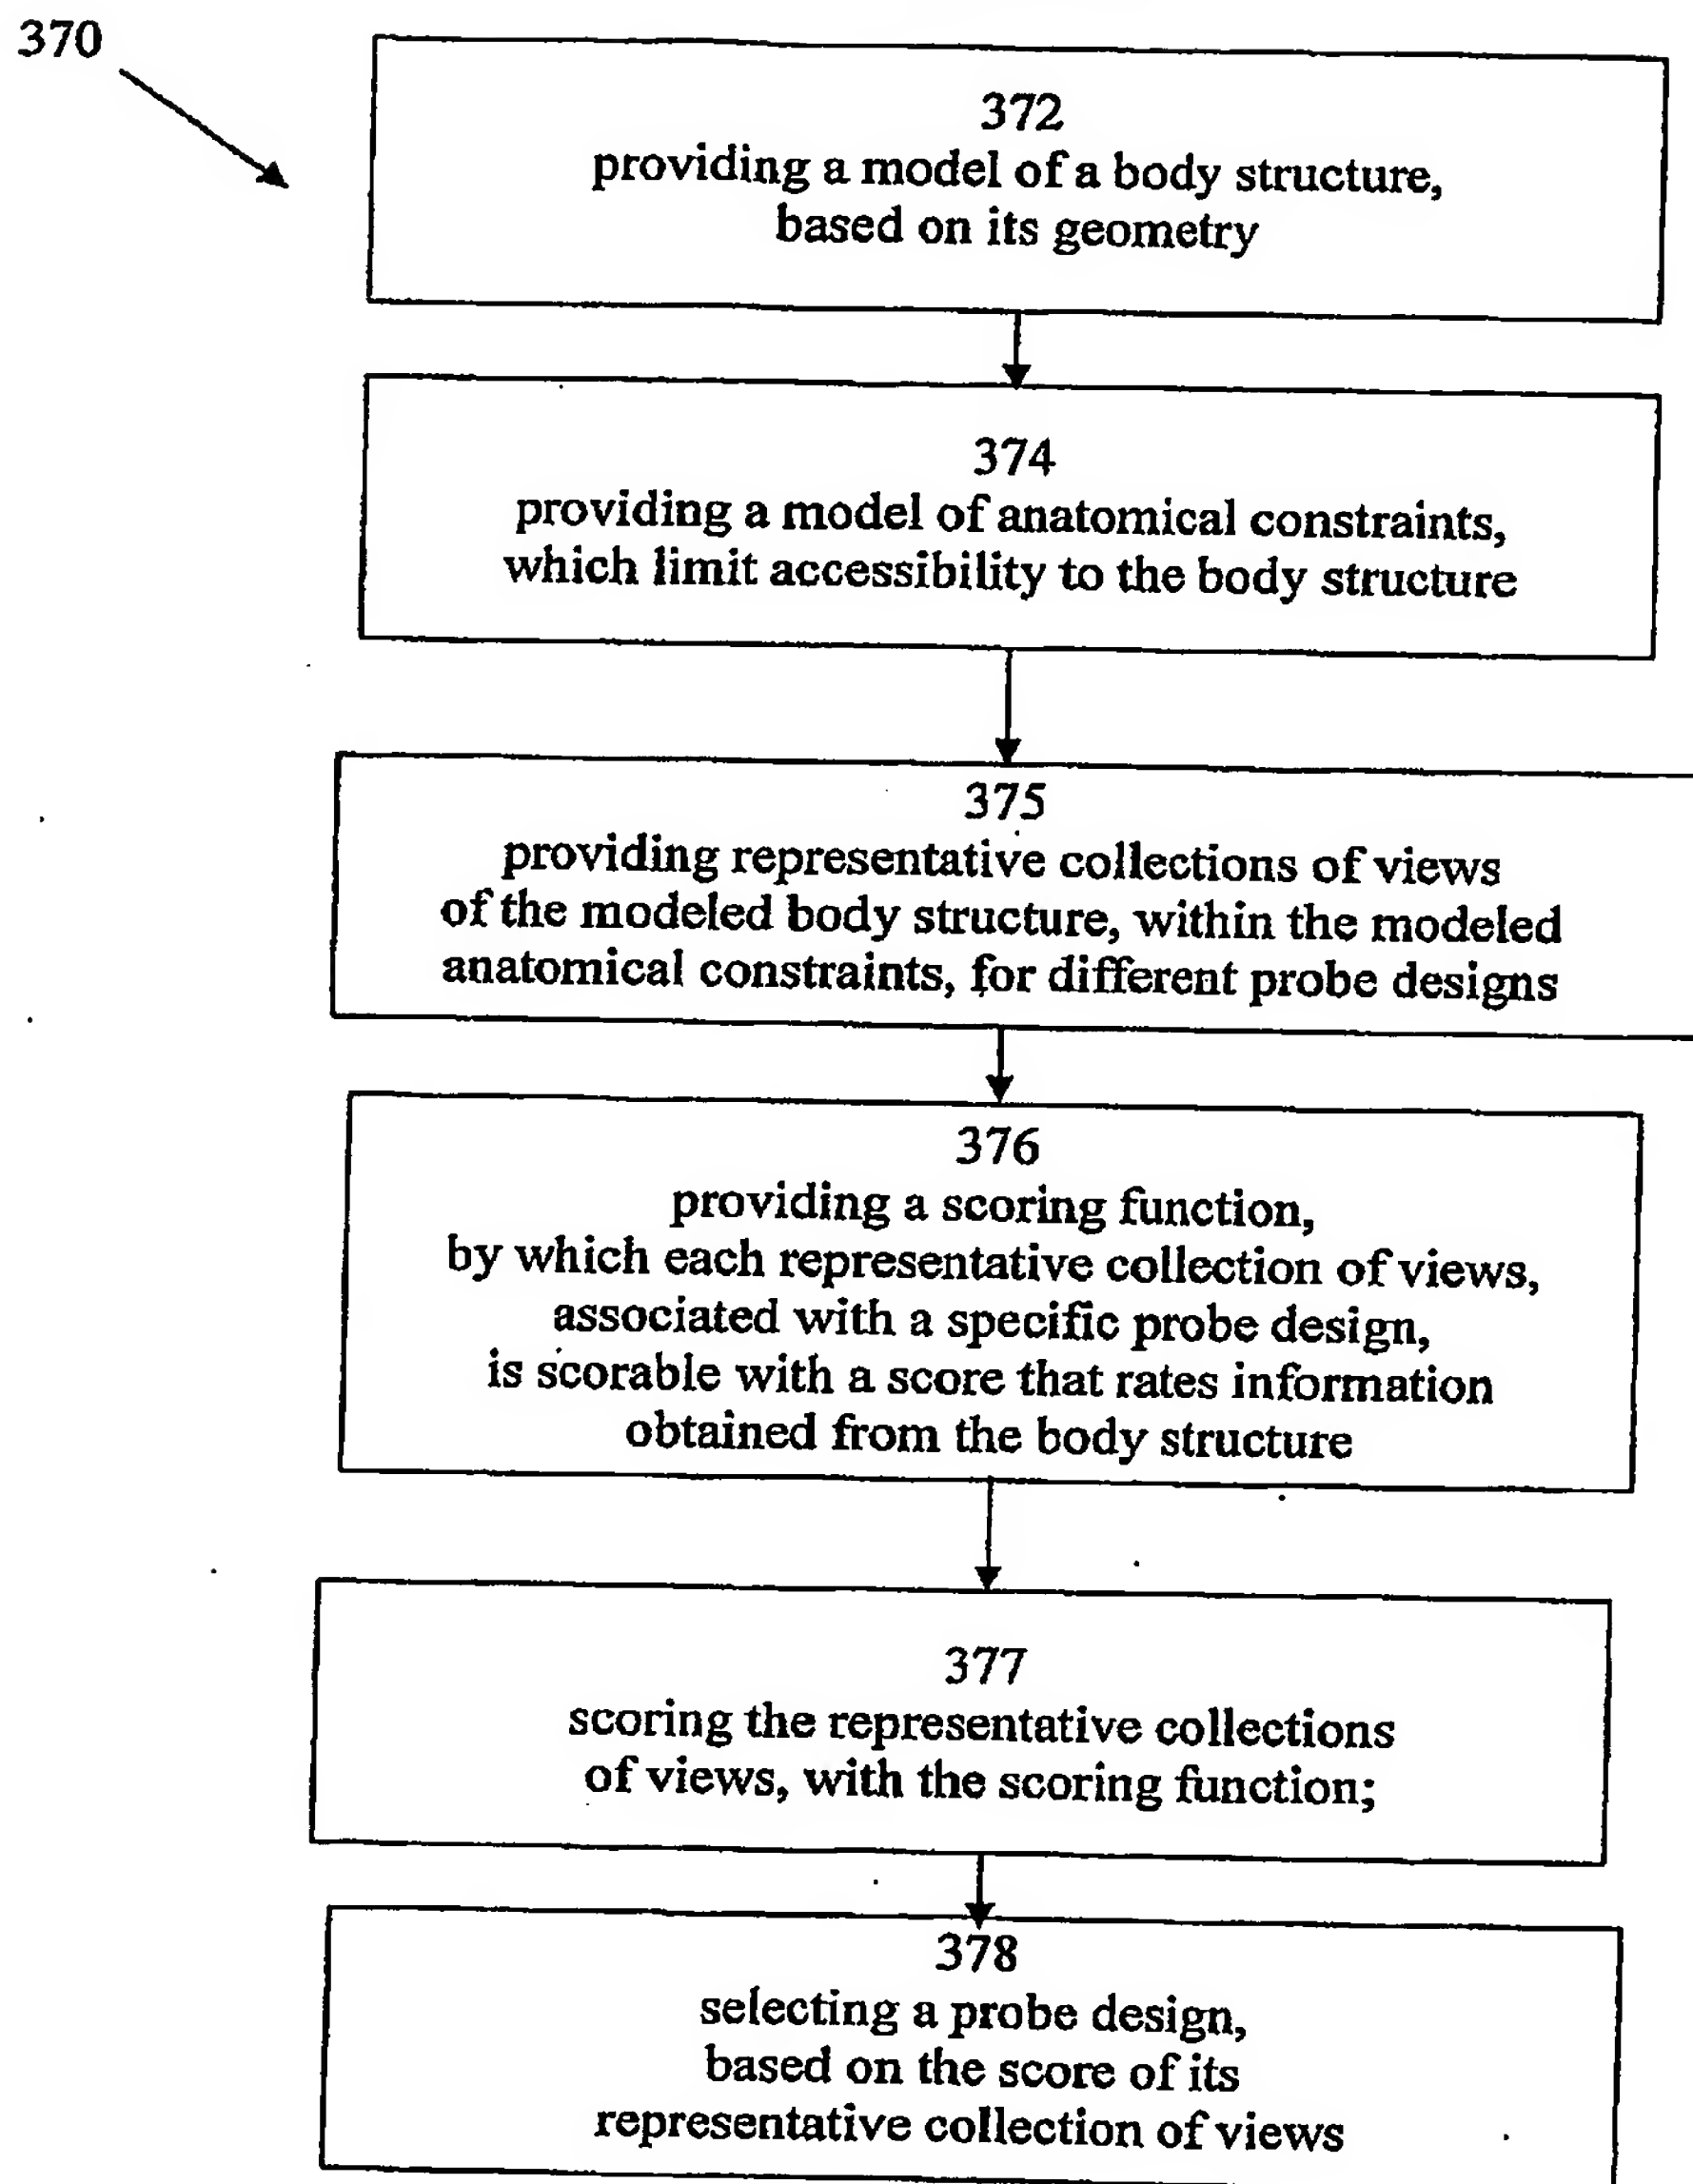 370
372
providing a model of a body structure,
based on its geometry
374
providing a model of anatomical constraints,
which limit accessibility to the body structure
375
providing representative collections of views
of the modeled body structure, within the modeled
anatomical constraints, for different probe designs
376
providing a scoring function,
by which each representative collection of views,
associated with a specific probe design,
is scorable with a score that rates information
obtained from the body structure
377
scoring the representative collections
of views, with the scoring function;
378
selecting a probe design,
based on the score of its
representative collection of views